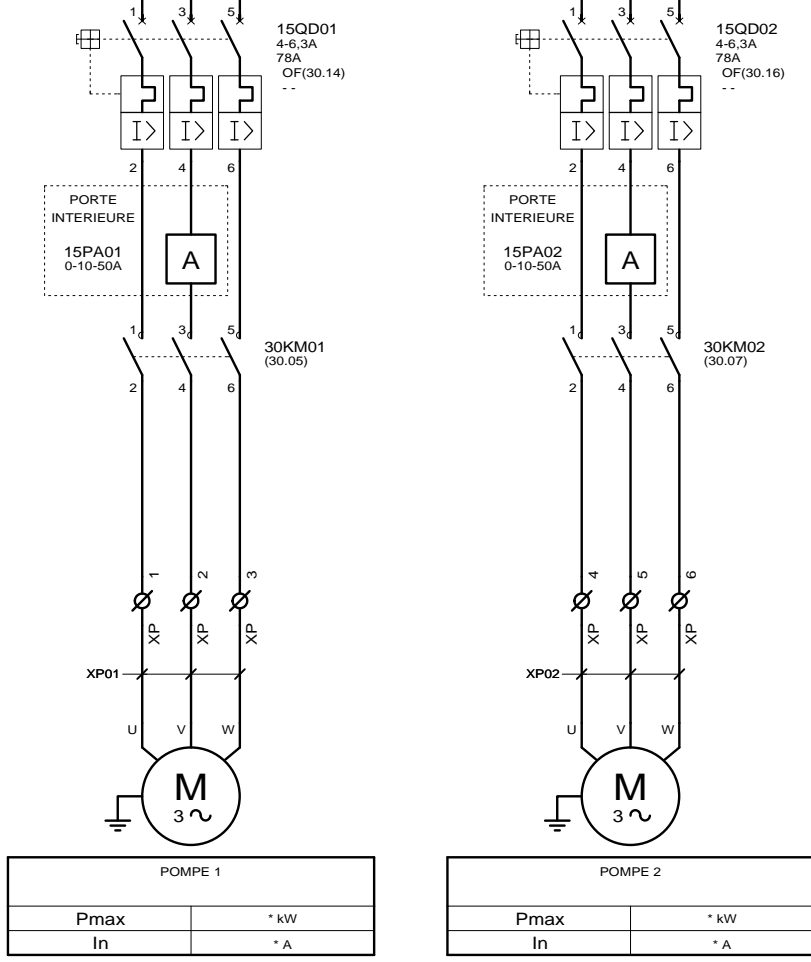 1 3 5
15QD01
4-6,3A
78A
OF(30.14)
- -
I> I> I>
2 4 6
PORTE
INTERIEURE
15PA01
0-10-50A
A
1 3 5
30KM01
(30.05)
2 4 6
1 2 3
XP XP XP
XP01
U V W
M
3 ~
POMPE 1
Pmax * kW
In * A
1 3 5
15QD02
4-6,3A
78A
OF(30.16)
- -
I> I> I>
2 4 6
PORTE
INTERIEURE
15PA02
0-10-50A
A
1 3 5
30KM02
(30.07)
2 4 6
4 5 6
XP XP XP
XP02
U V W
M
3 ~
POMPE 2
Pmax * kW
In * A